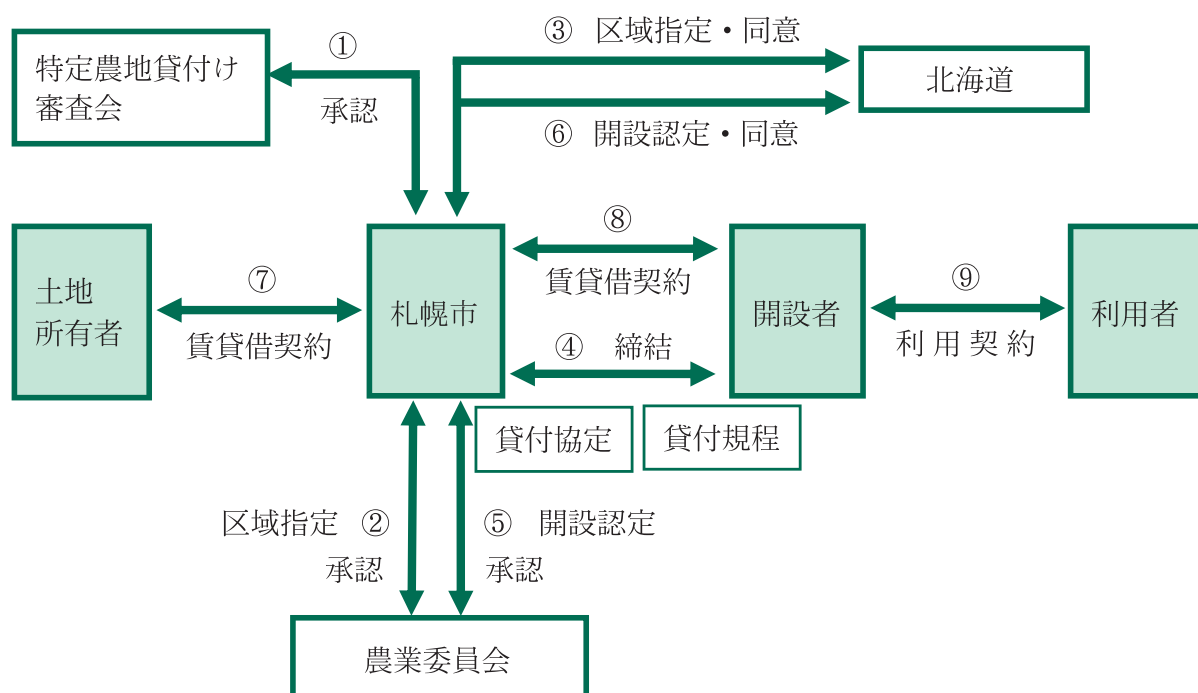 ③ 区域指定・同意
①
特定農地貸付け
審査会
承認
北海道
⑥ 開設認定・同意
⑧
⑦
⑨
土地
所有者
札幌市
賃貸借契約
開設者
利用者
賃貸借契約
④ 締結
利用契約
貸付協定
貸付規程
区域指定 ②
⑤ 開設認定
承認
承認
農業委員会